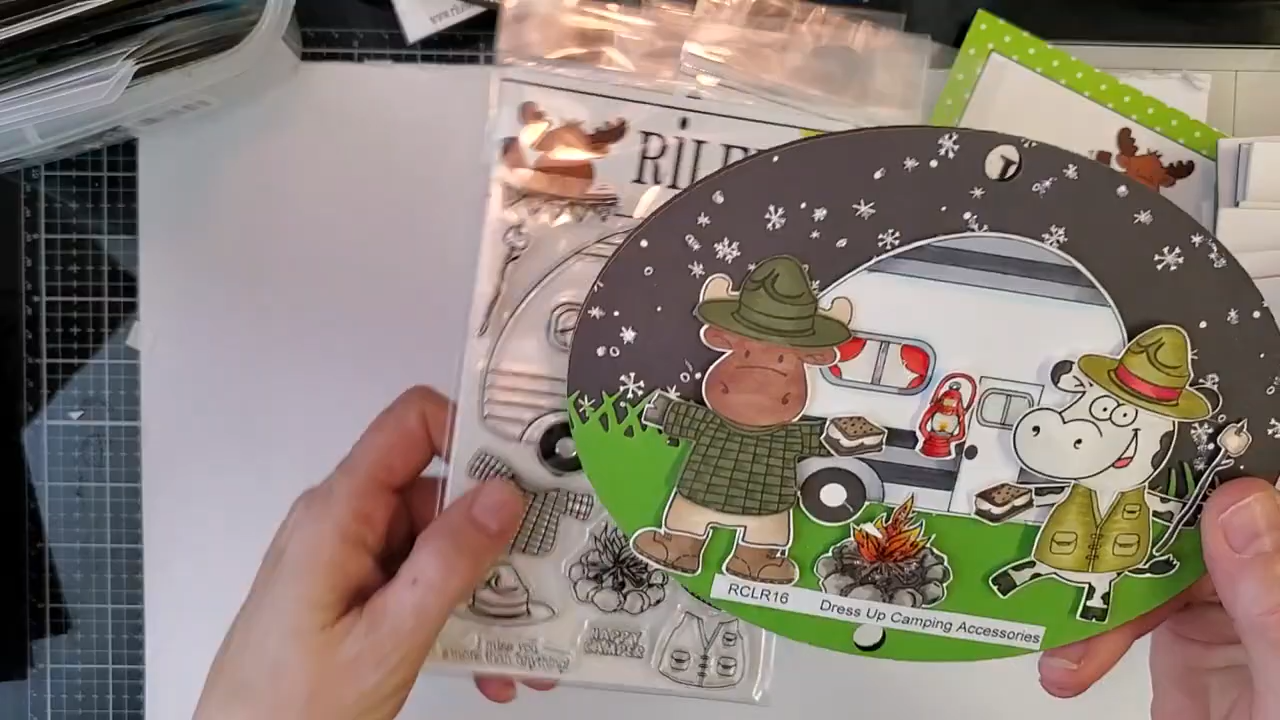 RCLR16 Dress Up Camping Accessories
I miss you
s'more than anything!
HAPPY
CAMPER